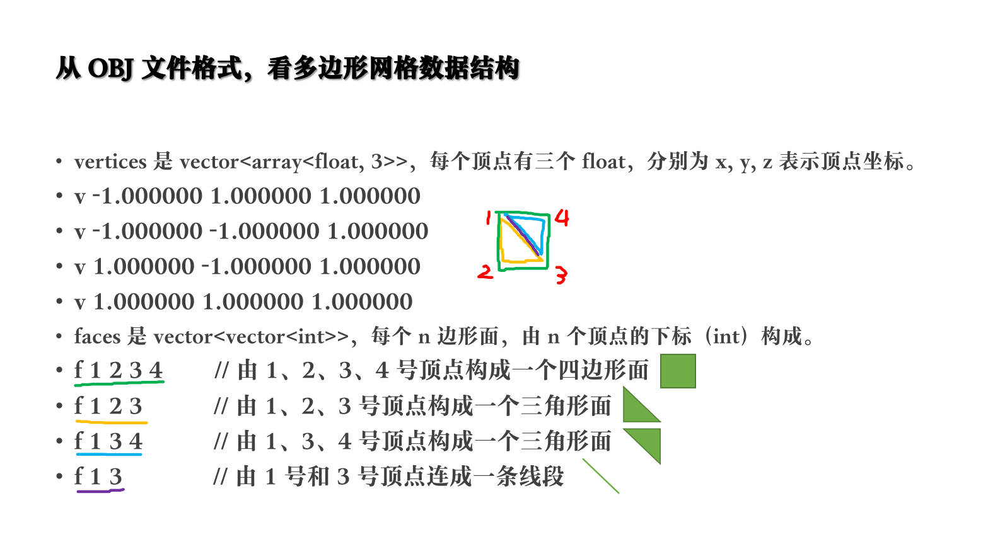 从 OBJ 文件格式，看多边形网格数据结构
• vertices 是 vector<array<float, 3>>，每个顶点有三个 float，分别为 x, y, z 表示顶点坐标。
• v -1.000000 1.000000 1.000000
• v -1.000000 -1.000000 1.000000
• v 1.000000 -1.000000 1.000000
• v 1.000000 1.000000 1.000000
1 4
2 3
• faces 是 vector<vector<int>>，每个 n 边形面，由 n 个顶点的下标（int）构成。
• f 1 2 3 4 // 由 1、2、3、4 号顶点构成一个四边形面
• f 1 2 3 // 由 1、2、3 号顶点构成一个三角形面
• f 1 3 4 // 由 1、3、4 号顶点构成一个三角形面
• f 1 3 // 由 1 号和 3 号顶点连成一条线段